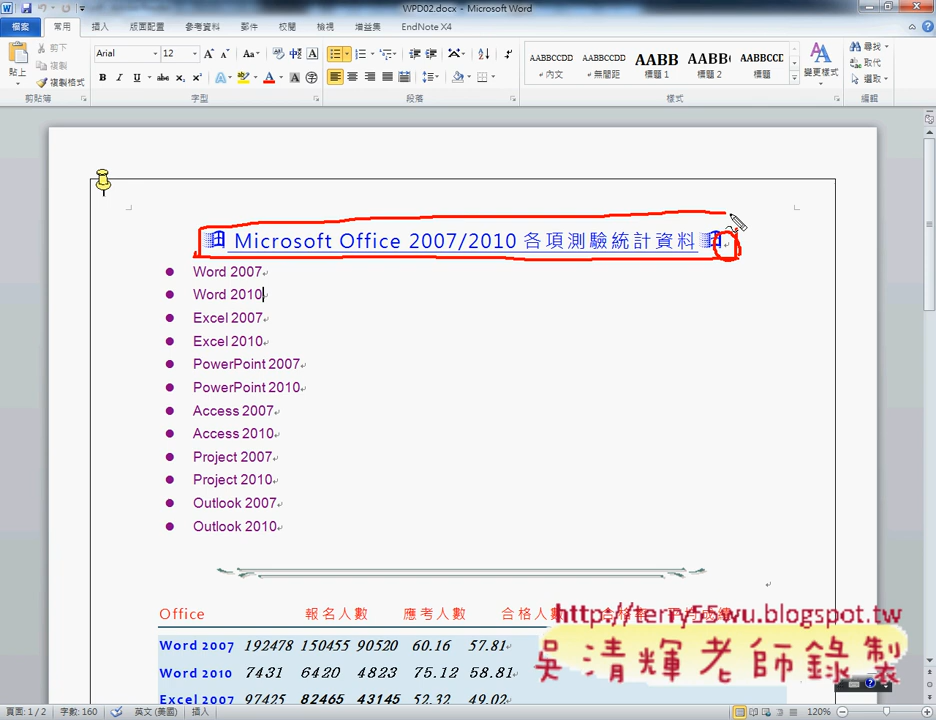 WPD02.docx - Microsoft Word
檔案 常用 插入 版面配置 參考資料 郵件 校閱 檢視 增益集 EndNote X4
貼上 剪下 複製 複製格式 剪貼簿
Arial 12 字型
段落
AABBCCDD AABBCCDD AABB AABB( AABBCCL
內文 無間距 標題 1 標題 2 標題 變更樣式 樣式
尋找 取代 選取 編輯
Microsoft Office 2007/2010 各項測驗統計資料
Word 2007
Word 2010
Excel 2007
Excel 2010
PowerPoint 2007
PowerPoint 2010
Access 2007
Access 2010
Project 2007
Project 2010
Outlook 2007
Outlook 2010
Office 報名人數 應考人數 合格人數 合格率 平均成績
http://terry55wu.blogspot.tw
Word 2007 192478 150455 90520 60.16 57.81
吳清輝老師錄製
Word 2010 7431 6420 4823 75.12 58.81
Excel 2007 97425 82465 43145 52.32 49.02
頁面: 1 / 2 字數: 160 英文 (美國) 插入 120%